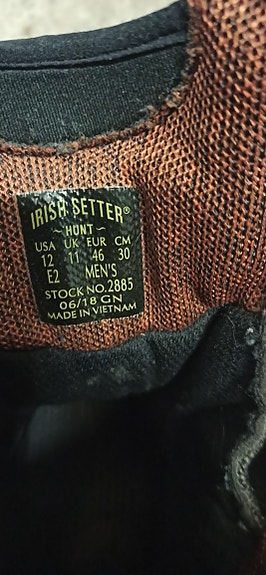 IRISH SETTER®
~ HUNT ~
USA UK EUR CM
12 11 46 30
E2 MEN'S
STOCK NO. 2885
06/18 GN
MADE IN VIETNAM